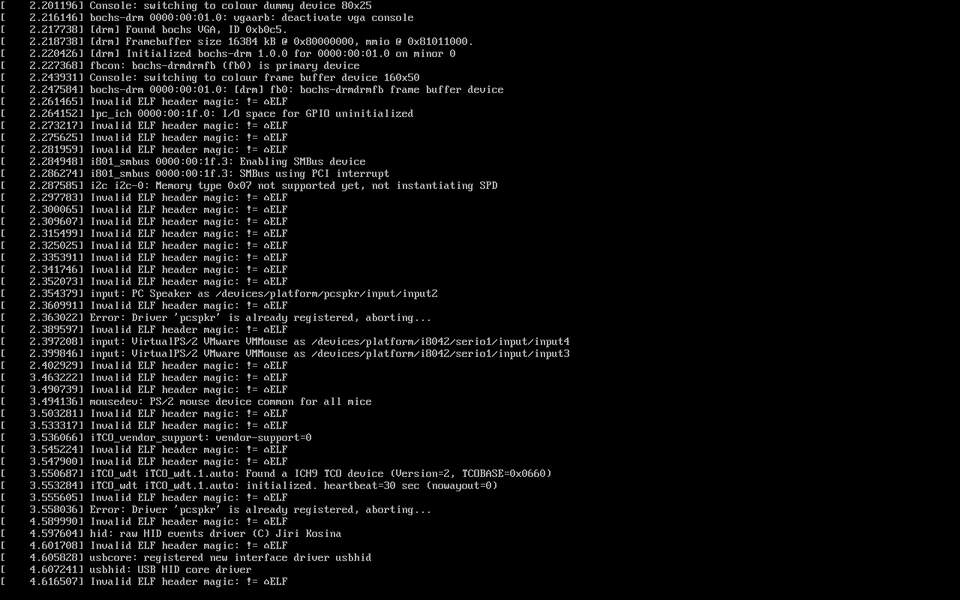 [    2.201196] Console: switching to colour dummy device 80x25
[    2.216146] bochs-drm 0000:00:01.0: vgaarb: deactivate vga console
[    2.217738] [drm] Found bochs VGA, ID 0xb0c5.
[    2.218738] [drm] Framebuffer size 16384 kB @ 0x80000000, mmio @ 0x81011000.
[    2.220426] [drm] Initialized bochs-drm 1.0.0 for 0000:00:01.0 on minor 0
[    2.227368] fbcon: bochs-drmdrmfb (fb0) is primary device
[    2.243931] Console: switching to colour frame buffer device 160x50
[    2.247584] bochs-drm 0000:00:01.0: [drm] fb0: bochs-drmdrmfb frame buffer device
[    2.261465] Invalid ELF header magic: != ⌂ELF
[    2.264152] lpc_ich 0000:00:1f.0: I/O space for GPIO uninitialized
[    2.273217] Invalid ELF header magic: != ⌂ELF
[    2.275625] Invalid ELF header magic: != ⌂ELF
[    2.281959] Invalid ELF header magic: != ⌂ELF
[    2.284948] i801_smbus 0000:00:1f.3: Enabling SMBus device
[    2.286274] i801_smbus 0000:00:1f.3: SMBus using PCI interrupt
[    2.287585] i2c i2c-0: Memory type 0x07 not supported yet, not instantiating SPD
[    2.297783] Invalid ELF header magic: != ⌂ELF
[    2.300065] Invalid ELF header magic: != ⌂ELF
[    2.309607] Invalid ELF header magic: != ⌂ELF
[    2.315499] Invalid ELF header magic: != ⌂ELF
[    2.325025] Invalid ELF header magic: != ⌂ELF
[    2.335391] Invalid ELF header magic: != ⌂ELF
[    2.341746] Invalid ELF header magic: != ⌂ELF
[    2.352073] Invalid ELF header magic: != ⌂ELF
[    2.354379] input: PC Speaker as /devices/platform/pcspkr/input/input2
[    2.360991] Invalid ELF header magic: != ⌂ELF
[    2.363022] Error: Driver 'pcspkr' is already registered, aborting...
[    2.389597] Invalid ELF header magic: != ⌂ELF
[    2.397208] input: VirtualPS/2 VMware VMMouse as /devices/platform/i8042/serio1/input/input4
[    2.399846] input: VirtualPS/2 VMware VMMouse as /devices/platform/i8042/serio1/input/input3
[    2.402929] Invalid ELF header magic: != ⌂ELF
[    3.463222] Invalid ELF header magic: != ⌂ELF
[    3.490739] Invalid ELF header magic: != ⌂ELF
[    3.494136] mousedev: PS/2 mouse device common for all mice
[    3.503281] Invalid ELF header magic: != ⌂ELF
[    3.533317] Invalid ELF header magic: != ⌂ELF
[    3.536066] iTCO_vendor_support: vendor-support=0
[    3.545224] Invalid ELF header magic: != ⌂ELF
[    3.547900] Invalid ELF header magic: != ⌂ELF
[    3.550687] iTCO_wdt iTCO_wdt.1.auto: Found a ICH9 TCO device (Version=2, TCOBASE=0x0660)
[    3.553284] iTCO_wdt iTCO_wdt.1.auto: initialized. heartbeat=30 sec (nowayout=0)
[    3.555605] Invalid ELF header magic: != ⌂ELF
[    3.558036] Error: Driver 'pcspkr' is already registered, aborting...
[    4.589990] Invalid ELF header magic: != ⌂ELF
[    4.597604] hid: raw HID events driver (C) Jiri Kosina
[    4.601708] Invalid ELF header magic: != ⌂ELF
[    4.605828] usbcore: registered new interface driver usbhid
[    4.607241] usbhid: USB HID core driver
[    4.616507] Invalid ELF header magic: != ⌂ELF